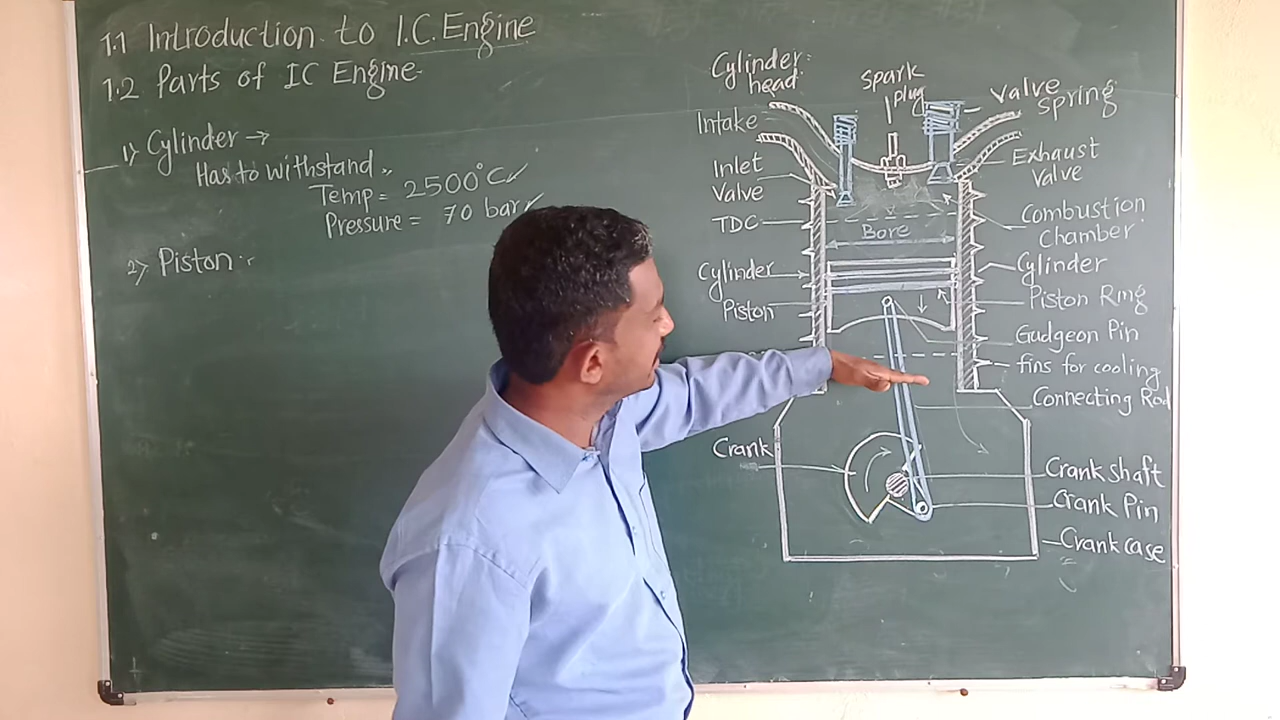 1.1 Introduction to I.C. Engine
1.2 Parts of IC Engine
1) Cylinder →
Has to withstand
Temp = 2500°C ✓
Pressure = 70 bar ✓
2) Piston :-
Cylinder head
Intake
Inlet Valve
TDC
Cylinder
Piston
Crank
Spark plug
Bore
Valve Spring
Exhaust Valve
Combustion Chamber
Cylinder
Piston Ring
Gudgeon Pin
fins for cooling
Connecting Rod
Crank shaft
Crank Pin
Crank case